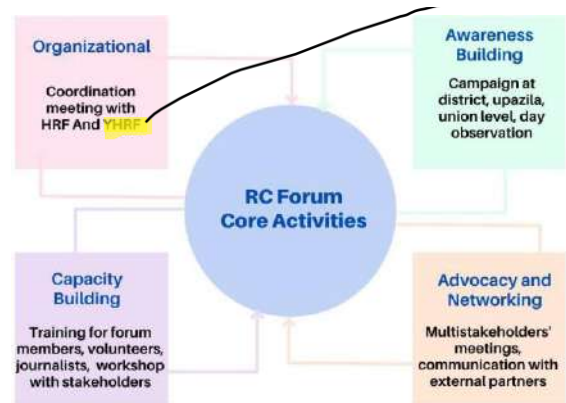 Organizational
Coordination
meeting with
HRF And YHRF
Awareness
Building
Campaign at
district, upazila,
union level, day
observation
RC Forum
Core Activities
Capacity
Building
Training for forum
members, volunteers,
journalists, workshop
with stakeholders
Advocacy and
Networking
Multistakeholders'
meetings,
communication with
external partners